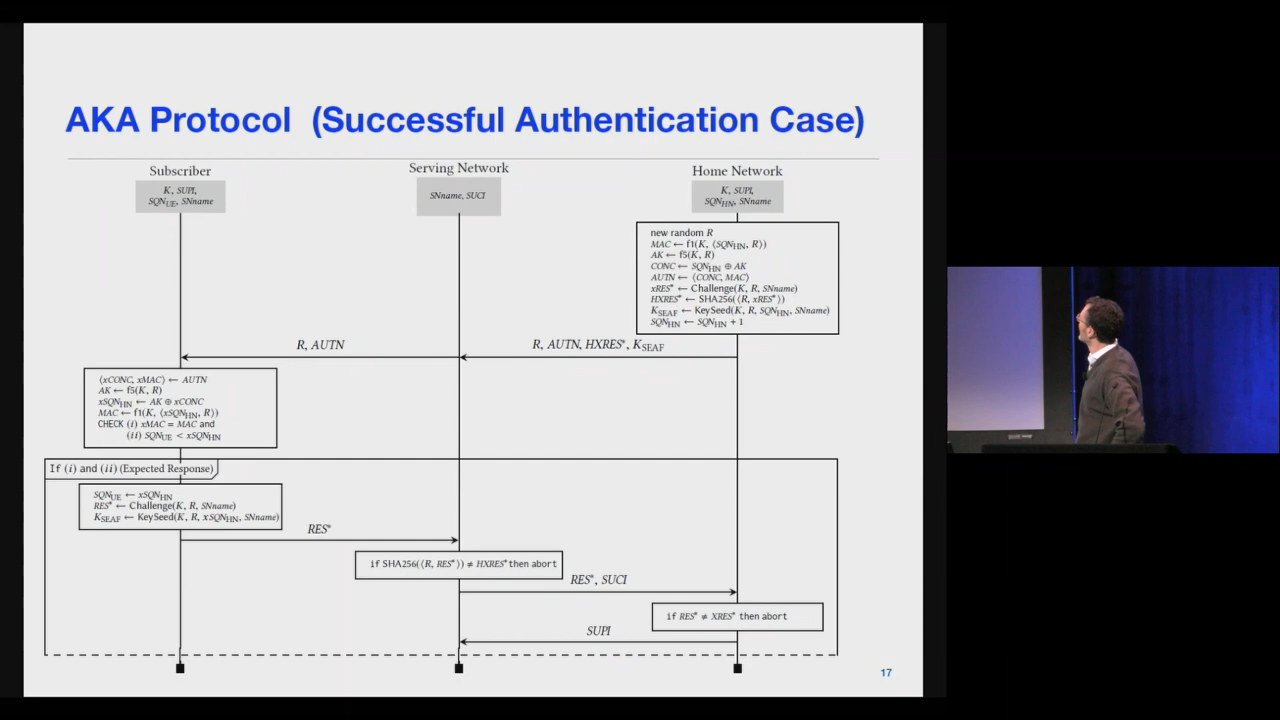 AKA Protocol (Successful Authentication Case)
Subscriber
K, SUPI,
SQN_UE, SNname
Serving Network
SNname, SUCI
Home Network
K, SUPI,
SQN_HN, SNname
new random R
MAC ← f1(K, ⟨SQN_HN, R⟩)
AK ← f5(K, R)
CONC ← SQN_HN ⊕ AK
AUTN ← ⟨CONC, MAC⟩
xRES* ← Challenge(K, R, SNname)
HXRES* ← SHA256(⟨R, xRES*⟩)
K_SEAF ← KeySeed(K, R, SQN_HN, SNname)
SQN_HN ← SQN_HN + 1
R, AUTN, HXRES*, K_SEAF
R, AUTN
⟨xCONC, xMAC⟩ ← AUTN
AK ← f5(K, R)
xSQN_HN ← AK ⊕ xCONC
MAC ← f1(K, ⟨xSQN_HN, R⟩)
CHECK (i) xMAC = MAC and
(ii) SQN_UE < xSQN_HN
If (i) and (ii) (Expected Response)
SQN_UE ← xSQN_HN
RES* ← Challenge(K, R, SNname)
K_SEAF ← KeySeed(K, R, xSQN_HN, SNname)
RES*
if SHA256(⟨R, RES*⟩) ≠ HXRES* then abort
RES*, SUCI
if RES* ≠ XRES* then abort
SUPI
17